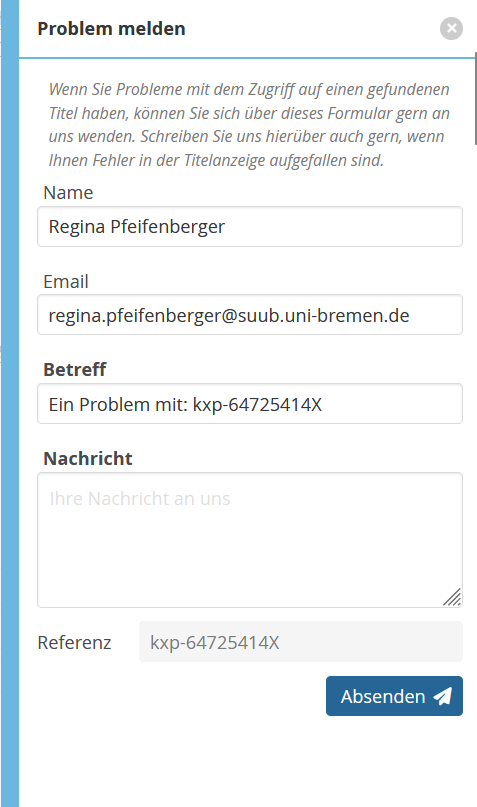 Problem melden
Wenn Sie Probleme mit dem Zugriff auf einen gefundenen
Titel haben, können Sie sich über dieses Formular gern an
uns wenden. Schreiben Sie uns hierüber auch gern, wenn
Ihnen Fehler in der Titelanzeige aufgefallen sind.
Name
Regina Pfeifenberger
Email
regina.pfeifenberger@suub.uni-bremen.de
Betreff
Ein Problem mit: kxp-64725414X
Nachricht
Ihre Nachricht an uns
Referenz kxp-64725414X
Absenden